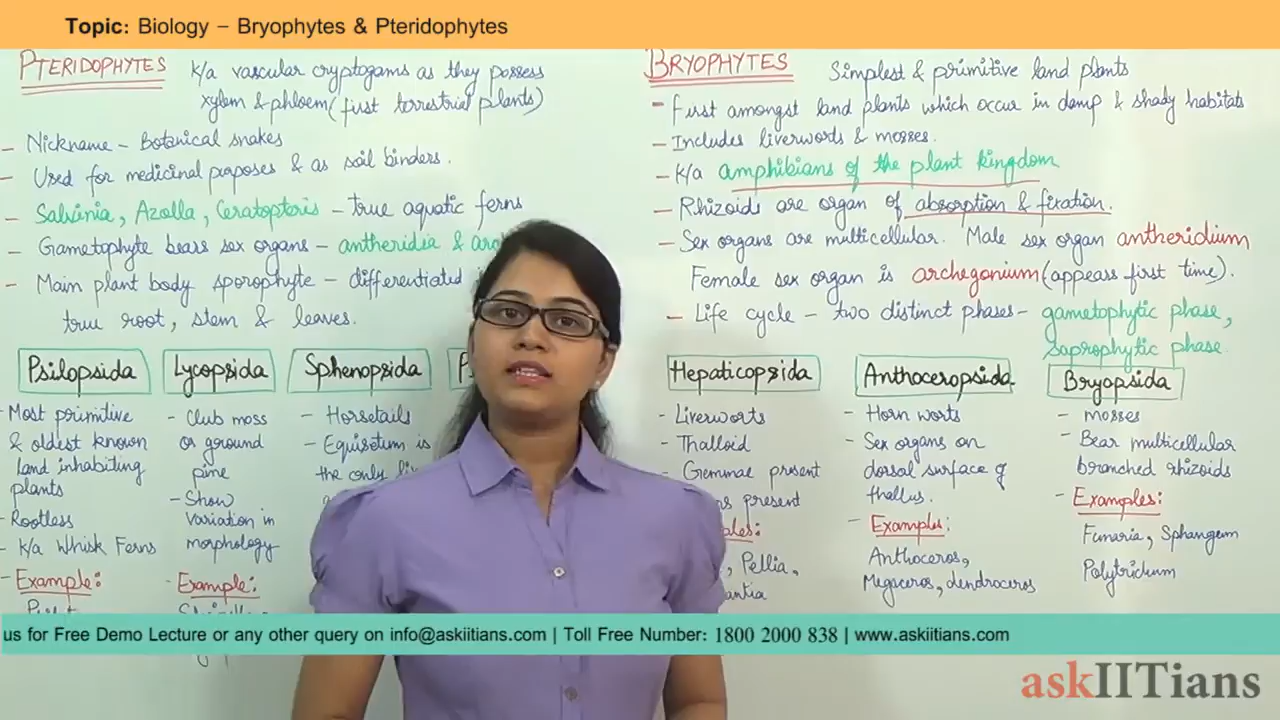 Topic: Biology – Bryophytes & Pteridophytes
PTERIDOPHYTES
k/a vascular cryptogams as they possess
xylem & phloem (first terrestrial plants)
– Nickname – Botanical snakes
– Used for medicinal purposes & as soil binders.
– Salvinia, Azolla, Ceratopteris – true aquatic ferns
– Gametophyte bears sex organs – antheridia &
– Main plant body sporophyte – differentiated
true root, stem & leaves.
Psilopsida
- Most primitive
& oldest known
land inhabiting
plants
- Rootless
- k/a Whisk Ferns
- Example:
Lycopsida
- Club moss
or ground
pine
- Show
variation in
morphology
- Example:
Sphenopsida
- Horsetails
- Equisetum is
the only
BRYOPHYTES
Simplest & primitive land plants
– First amongst land plants which occur in damp & shady habitats
– Includes liverworts & mosses.
– k/a amphibians of the plant kingdom
– Rhizoids are organ of absorption & fixation.
– Sex organs are multicellular. Male sex organ antheridium
Female sex organ is archegonium (appears first time).
– Life cycle – two distinct phases – gametophytic phase,
saprophytic phase.
Hepaticopsida
- Liverworts
- Thalloid
- Gemmae present
present
, Pellia,
Anthoceropsida
- Horn worts
- Sex organs on
dorsal surface of
thallus.
- Examples:
Anthoceros,
Megaceros, dendroceros
Bryopsida
- mosses
- Bear multicellular
branched rhizoids
- Examples:
Funaria, Sphangum
Polytricium
us for Free Demo Lecture or any other query on info@askiitians.com | Toll Free Number: 1800 2000 838 | www.askiitians.com
askIITians